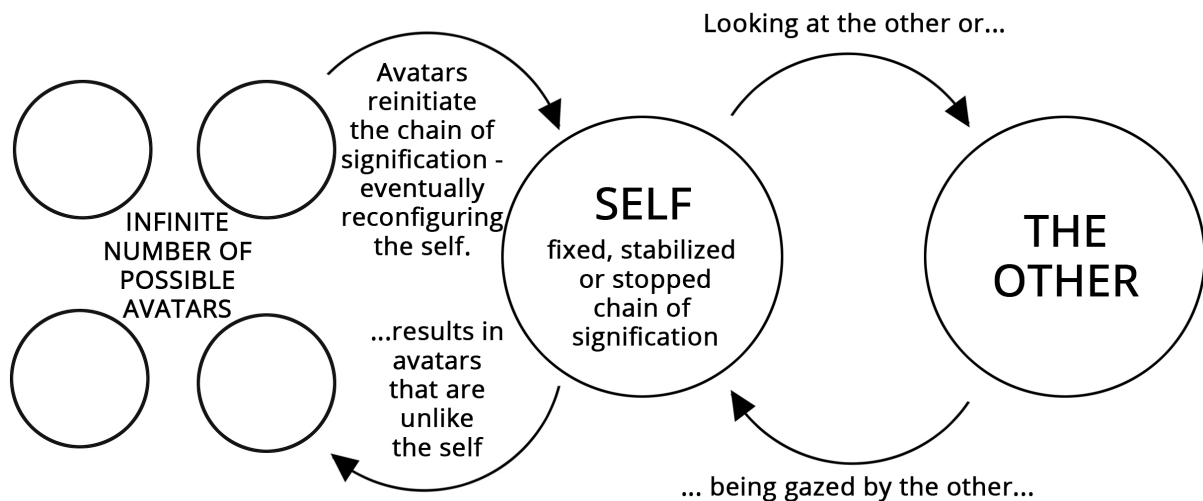 Looking at the other or...
Avatars
reinitiate
the chain of
signification -
eventually
reconfiguring
the self.
INFINITE
NUMBER OF
POSSIBLE
AVATARS
SELF
fixed, stabilized
or stopped
chain of
signification
THE
OTHER
...results in
avatars
that are
unlike
the self
... being gazed by the other...